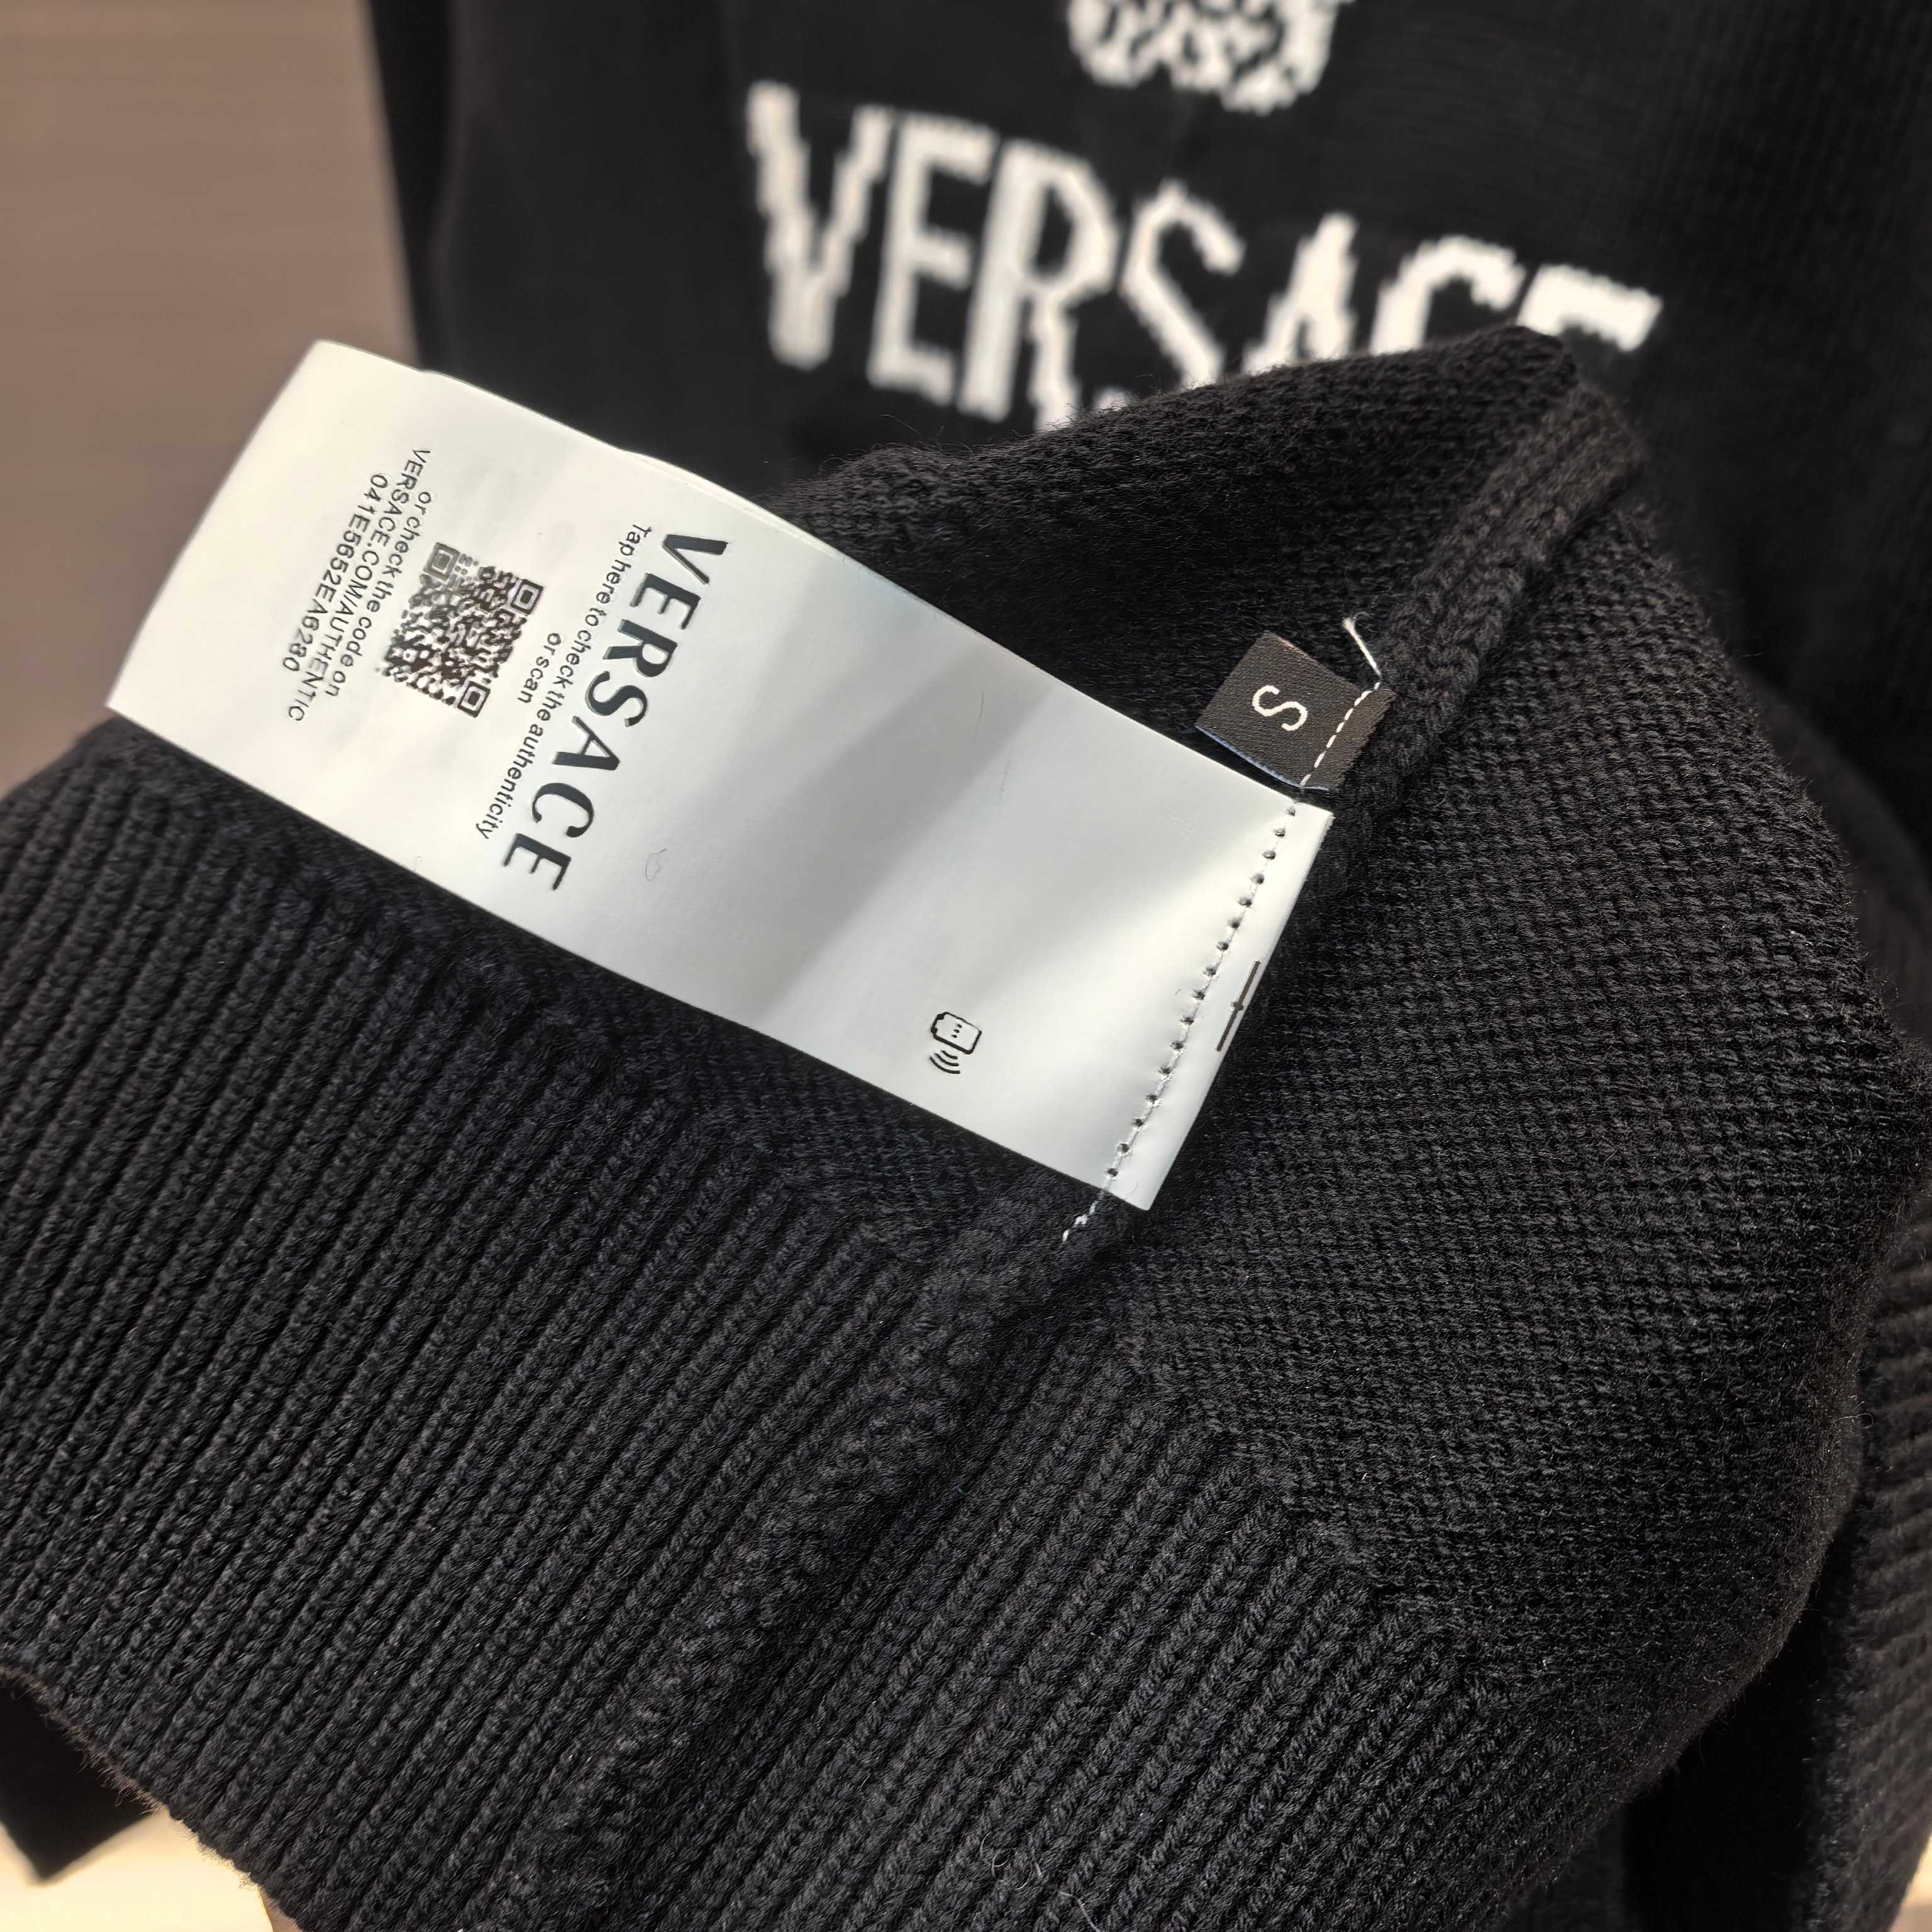 VERSACE
S
VERSACE
Tap here to check the authenticity
or scan
or check the code on
VERSACE.COM/AUTHENTIC
041E5652EA6280